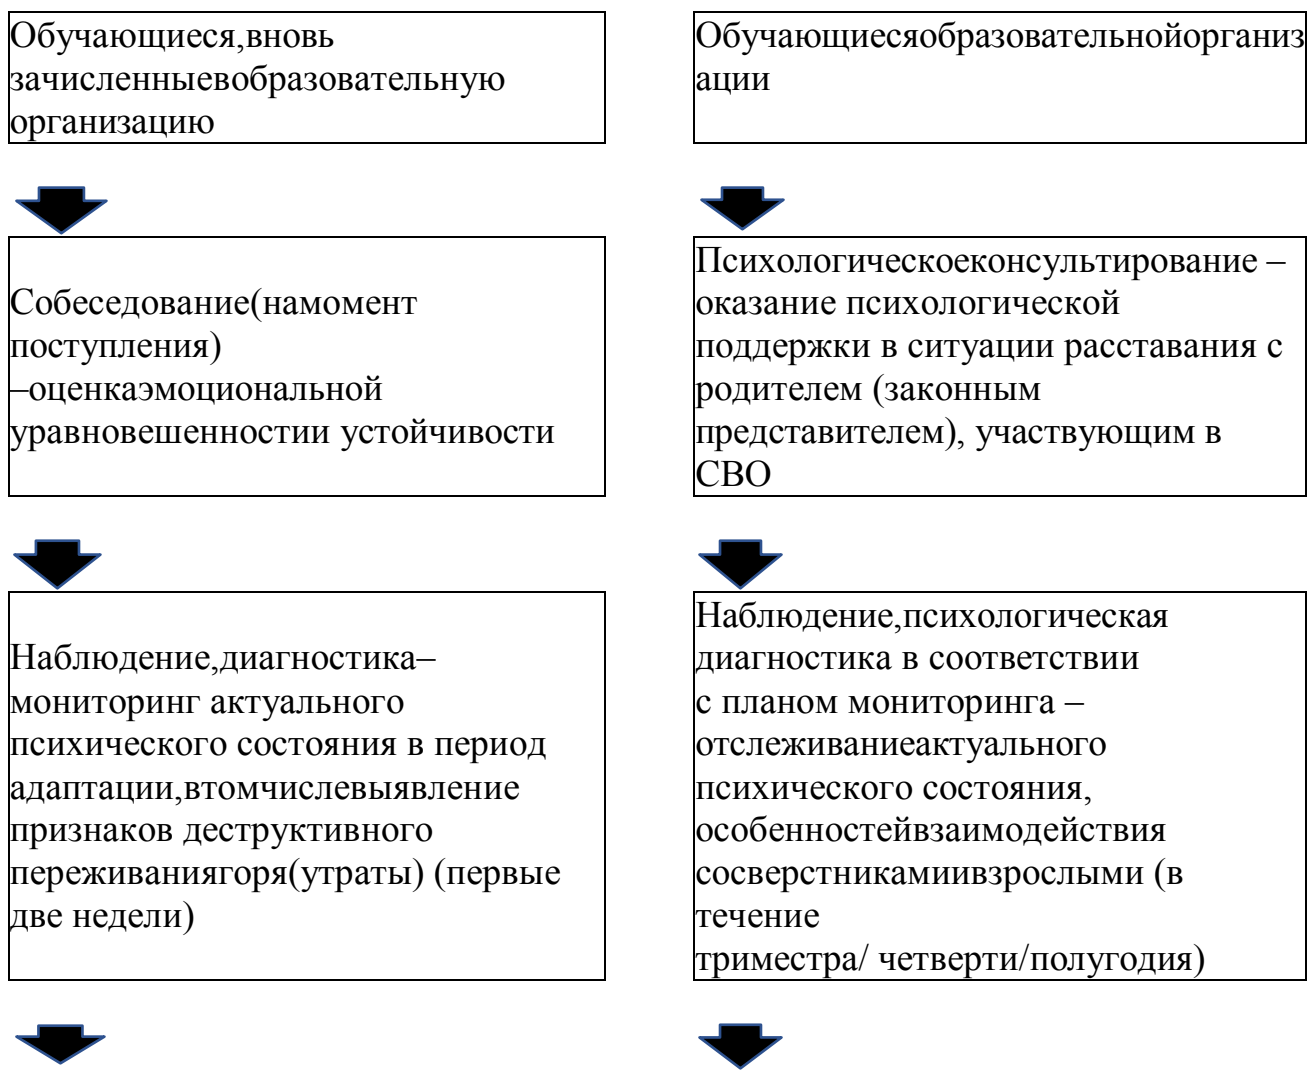 Обучающиеся,вновь
зачисленныевобразовательную
организацию
Обучающиесяобразовательнойорганиз
ации
Собеседование(намомент
поступления)
–оценкаэмоциональной
уравновешенностии устойчивости
Психологическоеконсультирование –
оказание психологической
поддержки в ситуации расставания с
родителем (законным
представителем), участвующим в
СВО
Наблюдение,диагностика–
мониторинг актуального
психического состояния в период
адаптации,втомчислевыявление
признаков деструктивного
переживаниягоря(утраты) (первые
две недели)
Наблюдение,психологическая
диагностика в соответствии
с планом мониторинга –
отслеживаниеактуального
психического состояния,
особенностейвзаимодействия
сосверстникамиивзрослыми (в
течение
триместра/ четверти/полугодия)